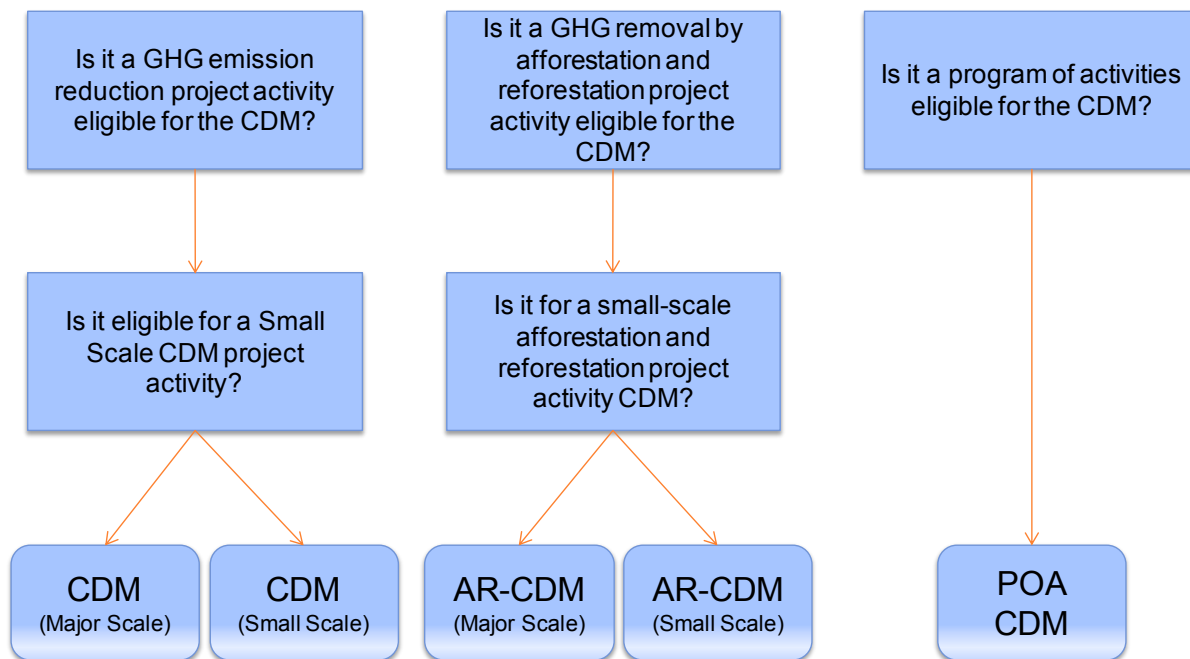 Is it a GHG emission
reduction project activity
eligible for the CDM?
Is it a GHG removal by
afforestation and
reforestation project
activity eligible for the
CDM?
Is it a program of activities
eligible for the CDM?
Is it eligible for a Small
Scale CDM project
activity?
Is it for a small-scale
afforestation and
reforestation project
activity CDM?
CDM
(Major Scale)
CDM
(Small Scale)
AR-CDM
(Major Scale)
AR-CDM
(Small Scale)
POA
CDM